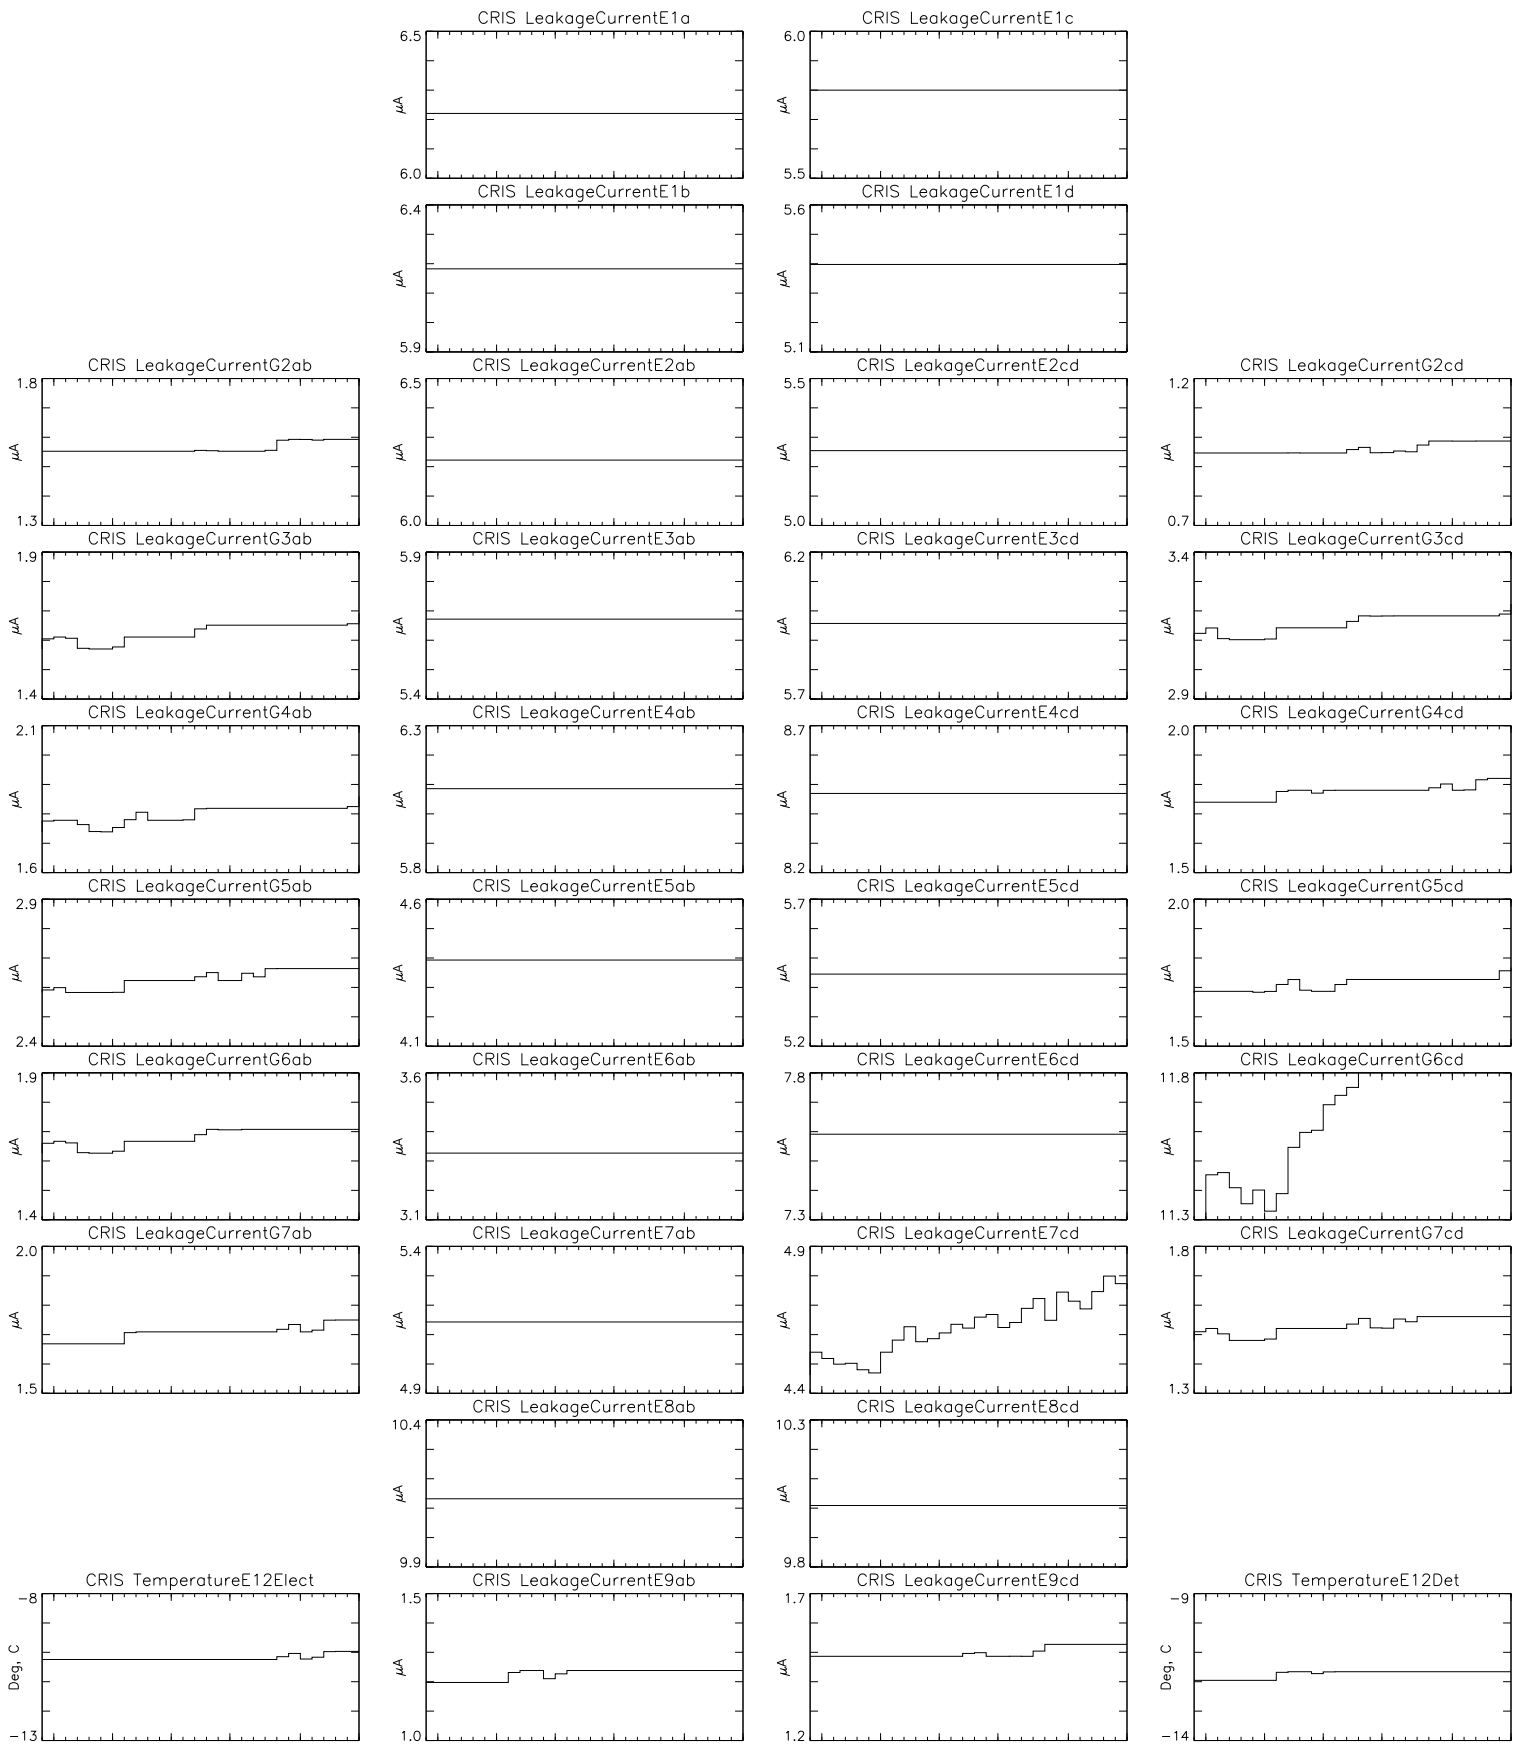 CRIS LeakageCurrentE1a
6.5
μA
6.0
CRIS LeakageCurrentE1c
6.0
μA
5.5
CRIS LeakageCurrentE1b
6.4
μA
5.9
CRIS LeakageCurrentE1d
5.6
μA
5.1
CRIS LeakageCurrentG2ab
1.8
μA
1.3
CRIS LeakageCurrentE2ab
6.5
μA
6.0
CRIS LeakageCurrentE2cd
5.5
μA
5.0
CRIS LeakageCurrentG2cd
1.2
μA
0.7
CRIS LeakageCurrentG3ab
1.9
μA
1.4
CRIS LeakageCurrentE3ab
5.9
μA
5.4
CRIS LeakageCurrentE3cd
6.2
μA
5.7
CRIS LeakageCurrentG3cd
3.4
μA
2.9
CRIS LeakageCurrentG4ab
2.1
μA
1.6
CRIS LeakageCurrentE4ab
6.3
μA
5.8
CRIS LeakageCurrentE4cd
8.7
μA
8.2
CRIS LeakageCurrentG4cd
2.0
μA
1.5
CRIS LeakageCurrentG5ab
2.9
μA
2.4
CRIS LeakageCurrentE5ab
4.6
μA
4.1
CRIS LeakageCurrentE5cd
5.7
μA
5.2
CRIS LeakageCurrentG5cd
2.0
μA
1.5
CRIS LeakageCurrentG6ab
1.9
μA
1.4
CRIS LeakageCurrentE6ab
3.6
μA
3.1
CRIS LeakageCurrentE6cd
7.8
μA
7.3
CRIS LeakageCurrentG6cd
11.8
μA
11.3
CRIS LeakageCurrentG7ab
2.0
μA
1.5
CRIS LeakageCurrentE7ab
5.4
μA
4.9
CRIS LeakageCurrentE7cd
4.9
μA
4.4
CRIS LeakageCurrentG7cd
1.8
μA
1.3
CRIS LeakageCurrentE8ab
10.4
μA
9.9
CRIS LeakageCurrentE8cd
10.3
μA
9.8
CRIS TemperatureE12Elect
-8
Deg, C
-13
CRIS LeakageCurrentE9ab
1.5
μA
1.0
CRIS LeakageCurrentE9cd
1.7
μA
1.2
CRIS TemperatureE12Det
-9
Deg, C
-14